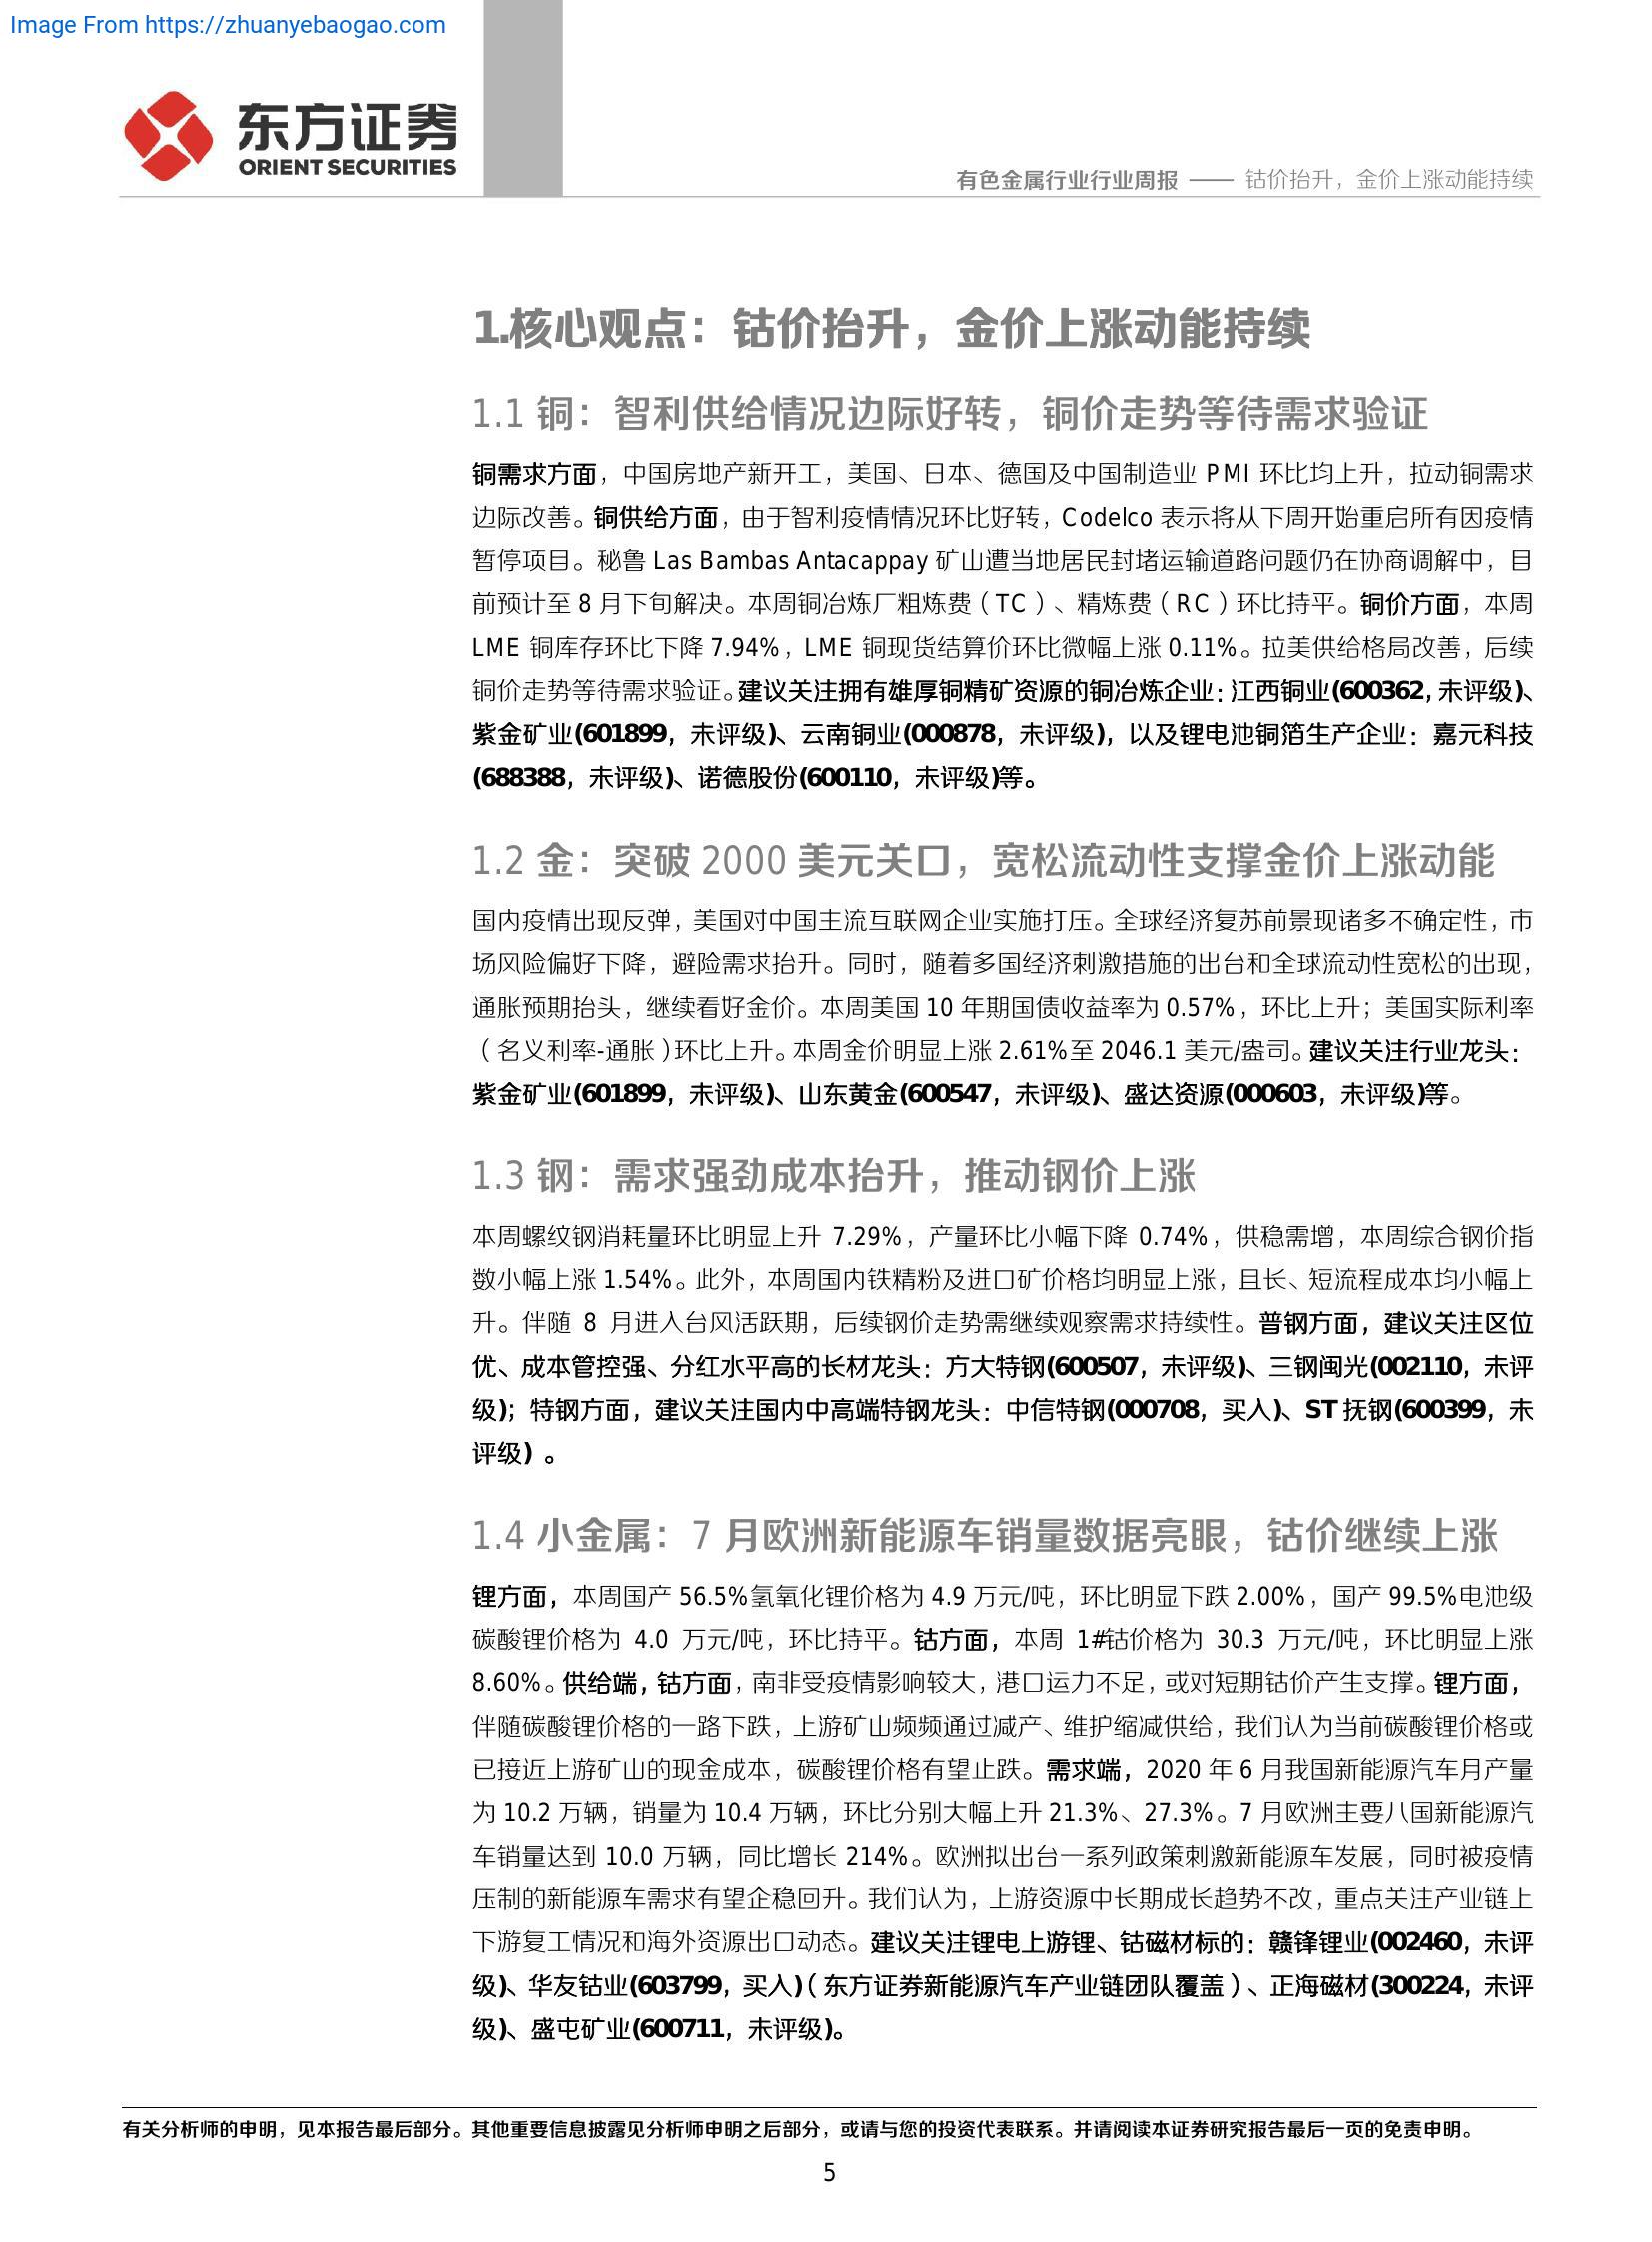 Image From https://zhuanyebaogao.com
东方证券
ORIENT SECURITIES
有色金属行业行业周报 —— 钴价抬升，金价上涨动能持续
1.核心观点：钴价抬升，金价上涨动能持续
1.1 铜：智利供给情况边际好转，铜价走势等待需求验证
铜需求方面，中国房地产新开工，美国、日本、德国及中国制造业 PMI 环比均上升，拉动铜需求
边际改善。铜供给方面，由于智利疫情情况环比好转，Codelco 表示将从下周开始重启所有因疫情
暂停项目。秘鲁 Las Bambas Antacappay 矿山遭当地居民封堵运输道路问题仍在协商调解中，目
前预计至 8 月下旬解决。本周铜冶炼厂粗炼费（TC）、精炼费（RC）环比持平。铜价方面，本周
LME 铜库存环比下降 7.94%，LME 铜现货结算价环比微幅上涨 0.11%。拉美供给格局改善，后续
铜价走势等待需求验证。建议关注拥有雄厚铜精矿资源的铜冶炼企业：江西铜业(600362，未评级)、
紫金矿业(601899，未评级)、云南铜业(000878，未评级)，以及锂电池铜箔生产企业：嘉元科技
(688388，未评级)、诺德股份(600110，未评级)等。
1.2 金：突破 2000 美元关口，宽松流动性支撑金价上涨动能
国内疫情出现反弹，美国对中国主流互联网企业实施打压。全球经济复苏前景现诸多不确定性，市
场风险偏好下降，避险需求抬升。同时，随着多国经济刺激措施的出台和全球流动性宽松的出现，
通胀预期抬头，继续看好金价。本周美国 10 年期国债收益率为 0.57%，环比上升；美国实际利率
（名义利率-通胀）环比上升。本周金价明显上涨 2.61%至 2046.1 美元/盎司。建议关注行业龙头：
紫金矿业(601899，未评级)、山东黄金(600547，未评级)、盛达资源(000603，未评级)等。
1.3 钢：需求强劲成本抬升，推动钢价上涨
本周螺纹钢消耗量环比明显上升 7.29%，产量环比小幅下降 0.74%，供稳需增，本周综合钢价指
数小幅上涨 1.54%。此外，本周国内铁精粉及进口矿价格均明显上涨，且长、短流程成本均小幅上
升。伴随 8 月进入台风活跃期，后续钢价走势需继续观察需求持续性。普钢方面，建议关注区位
优、成本管控强、分红水平高的长材龙头：方大特钢(600507，未评级)、三钢闽光(002110，未评
级)；特钢方面，建议关注国内中高端特钢龙头：中信特钢(000708，买入)、ST 抚钢(600399，未
评级）。
1.4 小金属：7 月欧洲新能源车销量数据亮眼，钴价继续上涨
锂方面，本周国产 56.5%氢氧化锂价格为 4.9 万元/吨，环比明显下跌 2.00%，国产 99.5%电池级
碳酸锂价格为 4.0 万元/吨，环比持平。钴方面，本周 1#钴价格为 30.3 万元/吨，环比明显上涨
8.60%。供给端，钴方面，南非受疫情影响较大，港口运力不足，或对短期钴价产生支撑。锂方面，
伴随碳酸锂价格的一路下跌，上游矿山频频通过减产、维护缩减供给，我们认为当前碳酸锂价格或
已接近上游矿山的现金成本，碳酸锂价格有望止跌。需求端，2020 年 6 月我国新能源汽车月产量
为 10.2 万辆，销量为 10.4 万辆，环比分别大幅上升 21.3%、27.3%。7 月欧洲主要八国新能源汽
车销量达到 10.0 万辆，同比增长 214%。欧洲拟出台一系列政策刺激新能源车发展，同时被疫情
压制的新能源车需求有望企稳回升。我们认为，上游资源中长期成长趋势不改，重点关注产业链上
下游复工情况和海外资源出口动态。建议关注锂电上游锂、钴磁材标的：赣锋锂业(002460，未评
级)、华友钴业(603799，买入)（东方证券新能源汽车产业链团队覆盖）、正海磁材(300224，未评
级)、盛屯矿业(600711，未评级)。
有关分析师的申明，见本报告最后部分。其他重要信息披露见分析师申明之后部分，或请与您的投资代表联系。并请阅读本证券研究报告最后一页的免责申明。
5